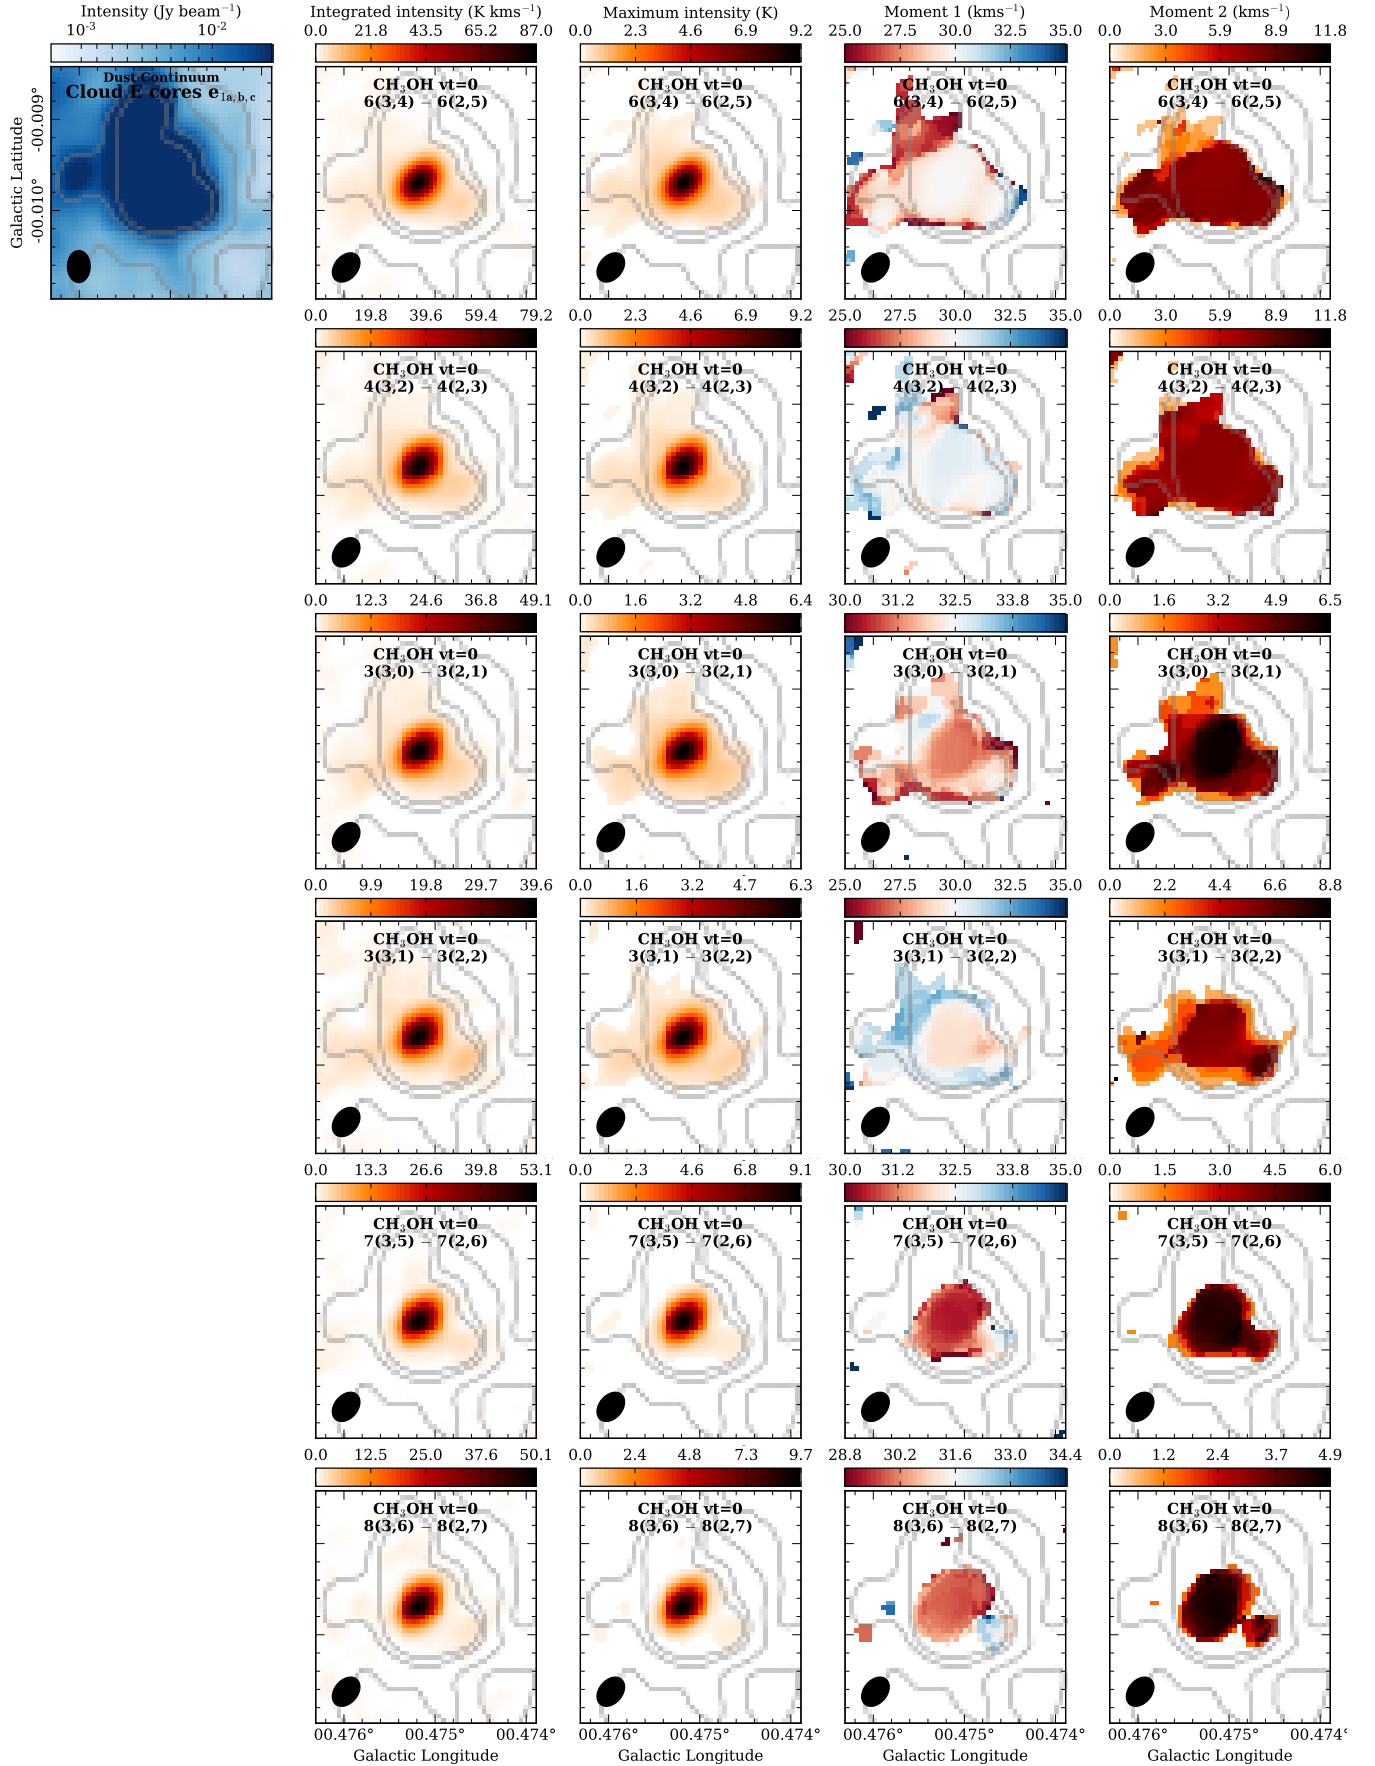 Intensity (Jy beam⁻¹) Integrated intensity (K kms⁻¹) Maximum intensity (K) Moment 1 (kms⁻¹) Moment 2 (kms⁻¹)
10⁻³ 10⁻² 0.0 21.8 43.5 65.2 87.0 0.0 2.3 4.6 6.9 9.2 25.0 27.5 30.0 32.5 35.0 0.0 3.0 5.9 8.9 11.8
Dust Continuum CH₃OH vt=0 CH₃OH vt=0 CH₃OH vt=0 CH₃OH vt=0
Cloud E cores e₁ₐ,b,c 6(3,4) − 6(2,5) 6(3,4) − 6(2,5) 6(3,4) − 6(2,5) 6(3,4) − 6(2,5)
Galactic Latitude
-00.009°
-00.010°
0.0 19.8 39.6 59.4 79.2 0.0 2.3 4.6 6.9 9.2 25.0 27.5 30.0 32.5 35.0 0.0 3.0 5.9 8.9 11.8
CH₃OH vt=0 CH₃OH vt=0 CH₃OH vt=0 CH₃OH vt=0
4(3,2) − 4(2,3) 4(3,2) − 4(2,3) 4(3,2) − 4(2,3) 4(3,2) − 4(2,3)
0.0 12.3 24.6 36.8 49.1 0.0 1.6 3.2 4.8 6.4 30.0 31.2 32.5 33.8 35.0 0.0 1.6 3.2 4.9 6.5
CH₃OH vt=0 CH₃OH vt=0 CH₃OH vt=0 CH₃OH vt=0
3(3,0) − 3(2,1) 3(3,0) − 3(2,1) 3(3,0) − 3(2,1) 3(3,0) − 3(2,1)
0.0 9.9 19.8 29.7 39.6 0.0 1.6 3.2 4.7 6.3 25.0 27.5 30.0 32.5 35.0 0.0 2.2 4.4 6.6 8.8
CH₃OH vt=0 CH₃OH vt=0 CH₃OH vt=0 CH₃OH vt=0
3(3,1) − 3(2,2) 3(3,1) − 3(2,2) 3(3,1) − 3(2,2) 3(3,1) − 3(2,2)
0.0 13.3 26.6 39.8 53.1 0.0 2.3 4.6 6.8 9.1 30.0 31.2 32.5 33.8 35.0 0.0 1.5 3.0 4.5 6.0
CH₃OH vt=0 CH₃OH vt=0 CH₃OH vt=0 CH₃OH vt=0
7(3,5) − 7(2,6) 7(3,5) − 7(2,6) 7(3,5) − 7(2,6) 7(3,5) − 7(2,6)
0.0 12.5 25.0 37.6 50.1 0.0 2.4 4.8 7.3 9.7 28.8 30.2 31.6 33.0 34.4 0.0 1.2 2.4 3.7 4.9
CH₃OH vt=0 CH₃OH vt=0 CH₃OH vt=0 CH₃OH vt=0
8(3,6) − 8(2,7) 8(3,6) − 8(2,7) 8(3,6) − 8(2,7) 8(3,6) − 8(2,7)
00.476° 00.475° 00.474° 00.476° 00.475° 00.474° 00.476° 00.475° 00.474° 00.476° 00.475° 00.474°
Galactic Longitude Galactic Longitude Galactic Longitude Galactic Longitude